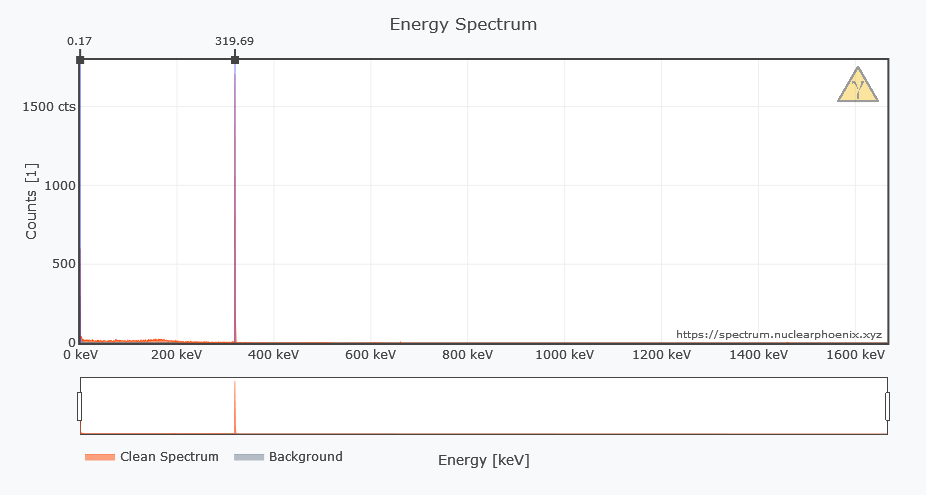 Energy Spectrum
0.17
319.69
1500 cts
1000
500
0
Counts [1]
γ
https://spectrum.nuclearphoenix.xyz
0 keV
200 keV
400 keV
600 keV
800 keV
1000 keV
1200 keV
1400 keV
1600 keV
Clean Spectrum
Background
Energy [keV]